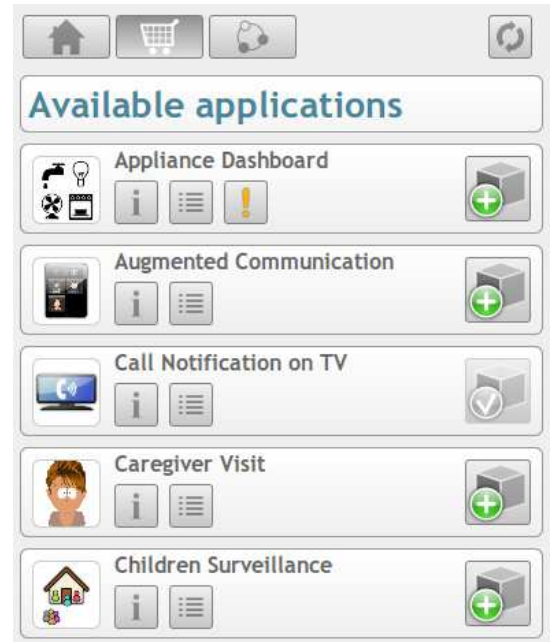 Available applications
Appliance Dashboard
i
!
Augmented Communication
i
Call Notification on TV
i
Caregiver Visit
i
Children Surveillance
i